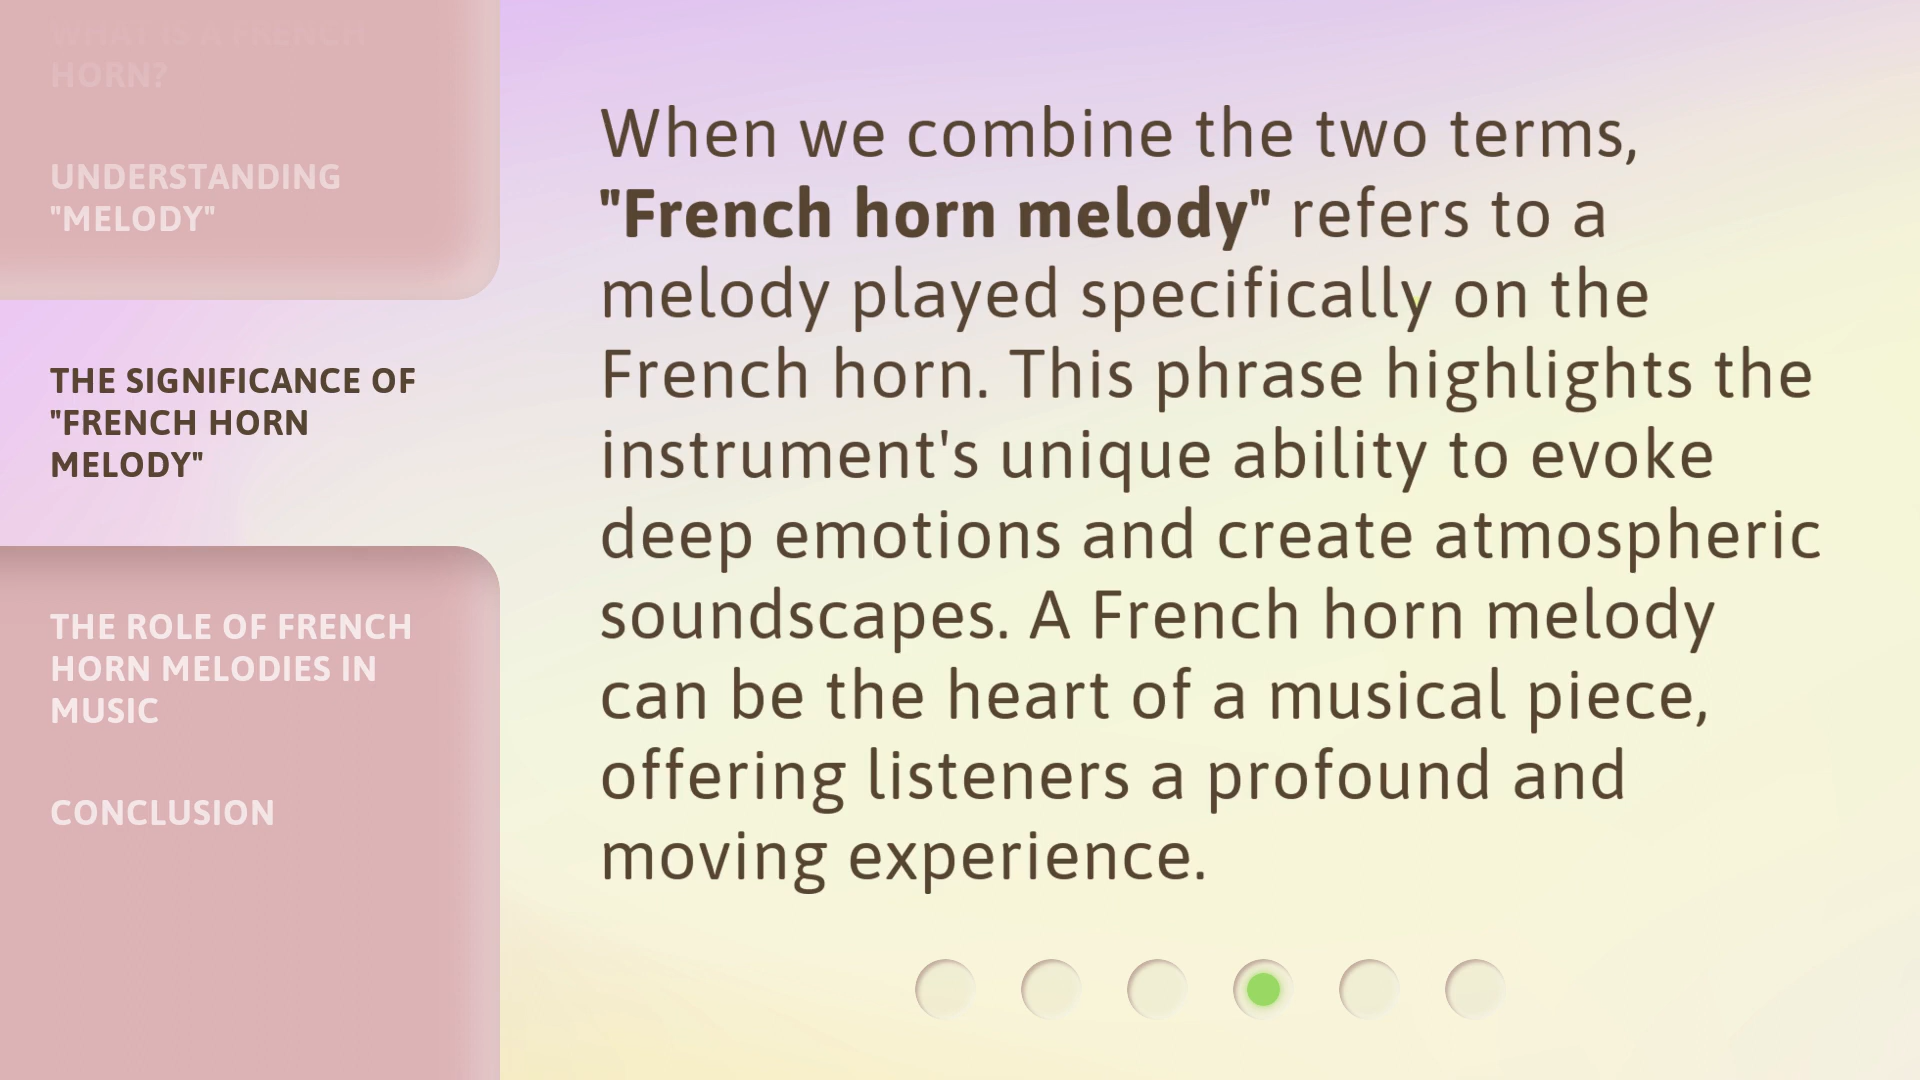 WHAT IS A FRENCH
HORN?
UNDERSTANDING
"MELODY"
THE SIGNIFICANCE OF
"FRENCH HORN
MELODY"
THE ROLE OF FRENCH
HORN MELODIES IN
MUSIC
CONCLUSION
When we combine the two terms,
"French horn melody" refers to a
melody played specifically on the
French horn. This phrase highlights the
instrument's unique ability to evoke
deep emotions and create atmospheric
soundscapes. A French horn melody
can be the heart of a musical piece,
offering listeners a profound and
moving experience.